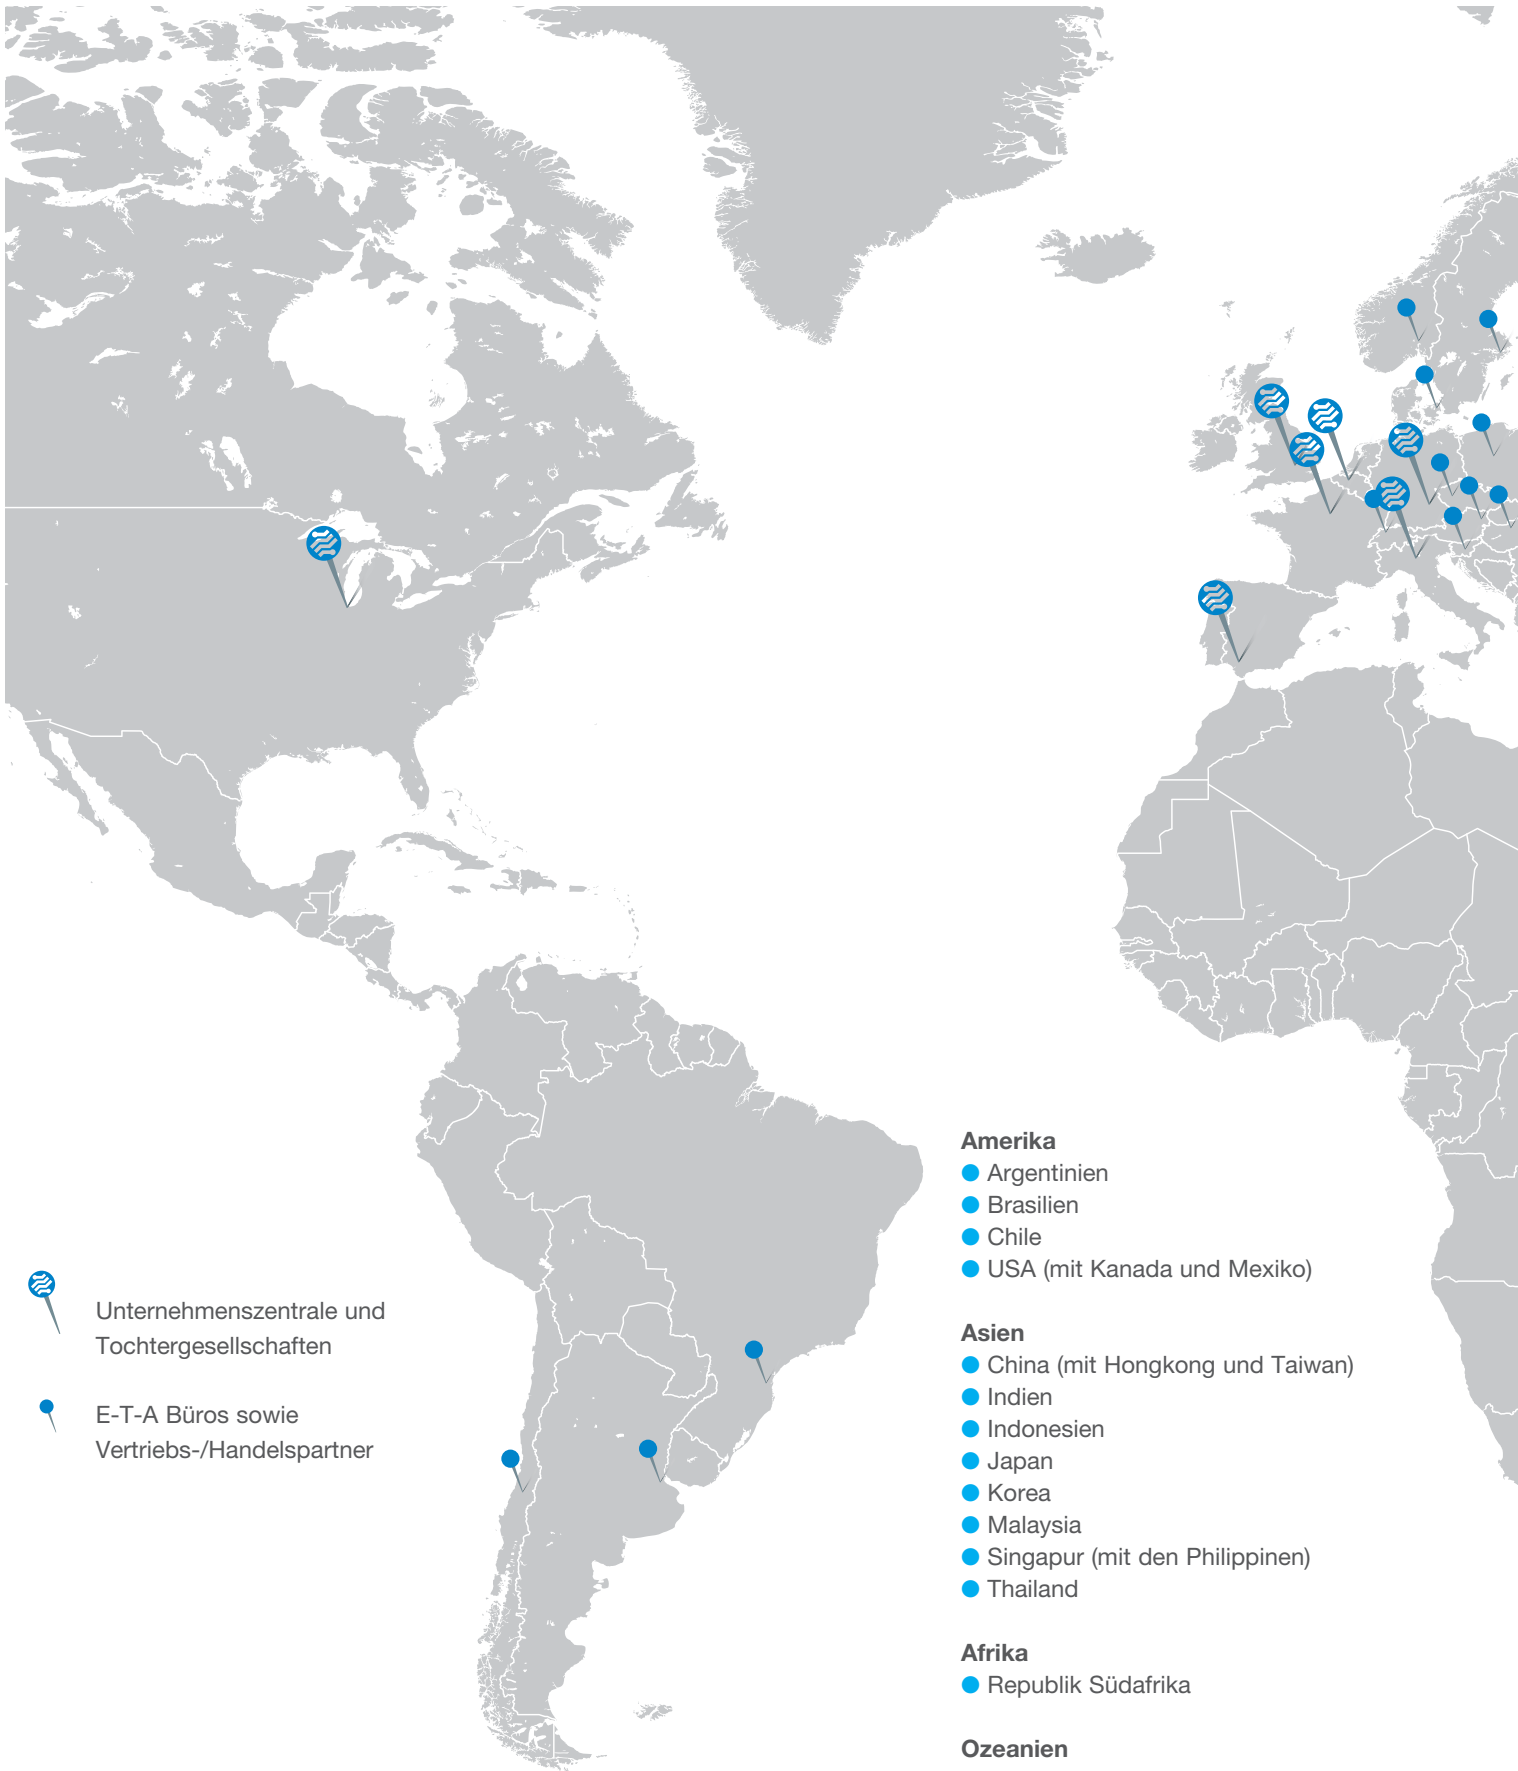 Unternehmenszentrale und
Tochtergesellschaften
E-T-A Büros sowie
Vertriebs-/Handelspartner
Amerika
Argentinien
Brasilien
Chile
USA (mit Kanada und Mexiko)
Asien
China (mit Hongkong und Taiwan)
Indien
Indonesien
Japan
Korea
Malaysia
Singapur (mit den Philippinen)
Thailand
Afrika
Republik Südafrika
Ozeanien